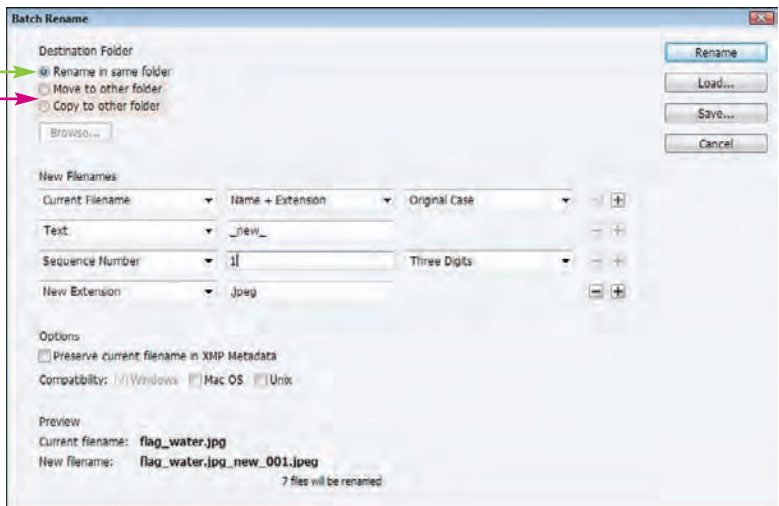 Batch Rename
Destination Folder
Rename in same folder
Move to other folder
Copy to other folder
Browse...
Rename
Load...
Save...
Cancel
New Filenames
Current Filename Name + Extension Original Case
Text _new_
Sequence Number 1 Three Digits
New Extension .jpeg
Options
Preserve current filename in XMP Metadata
Compatibility: Windows Mac OS Unix
Preview
Current filename: flag_water.jpg
New filename: flag_water.jpg_new_001.jpeg
7 files will be renamed